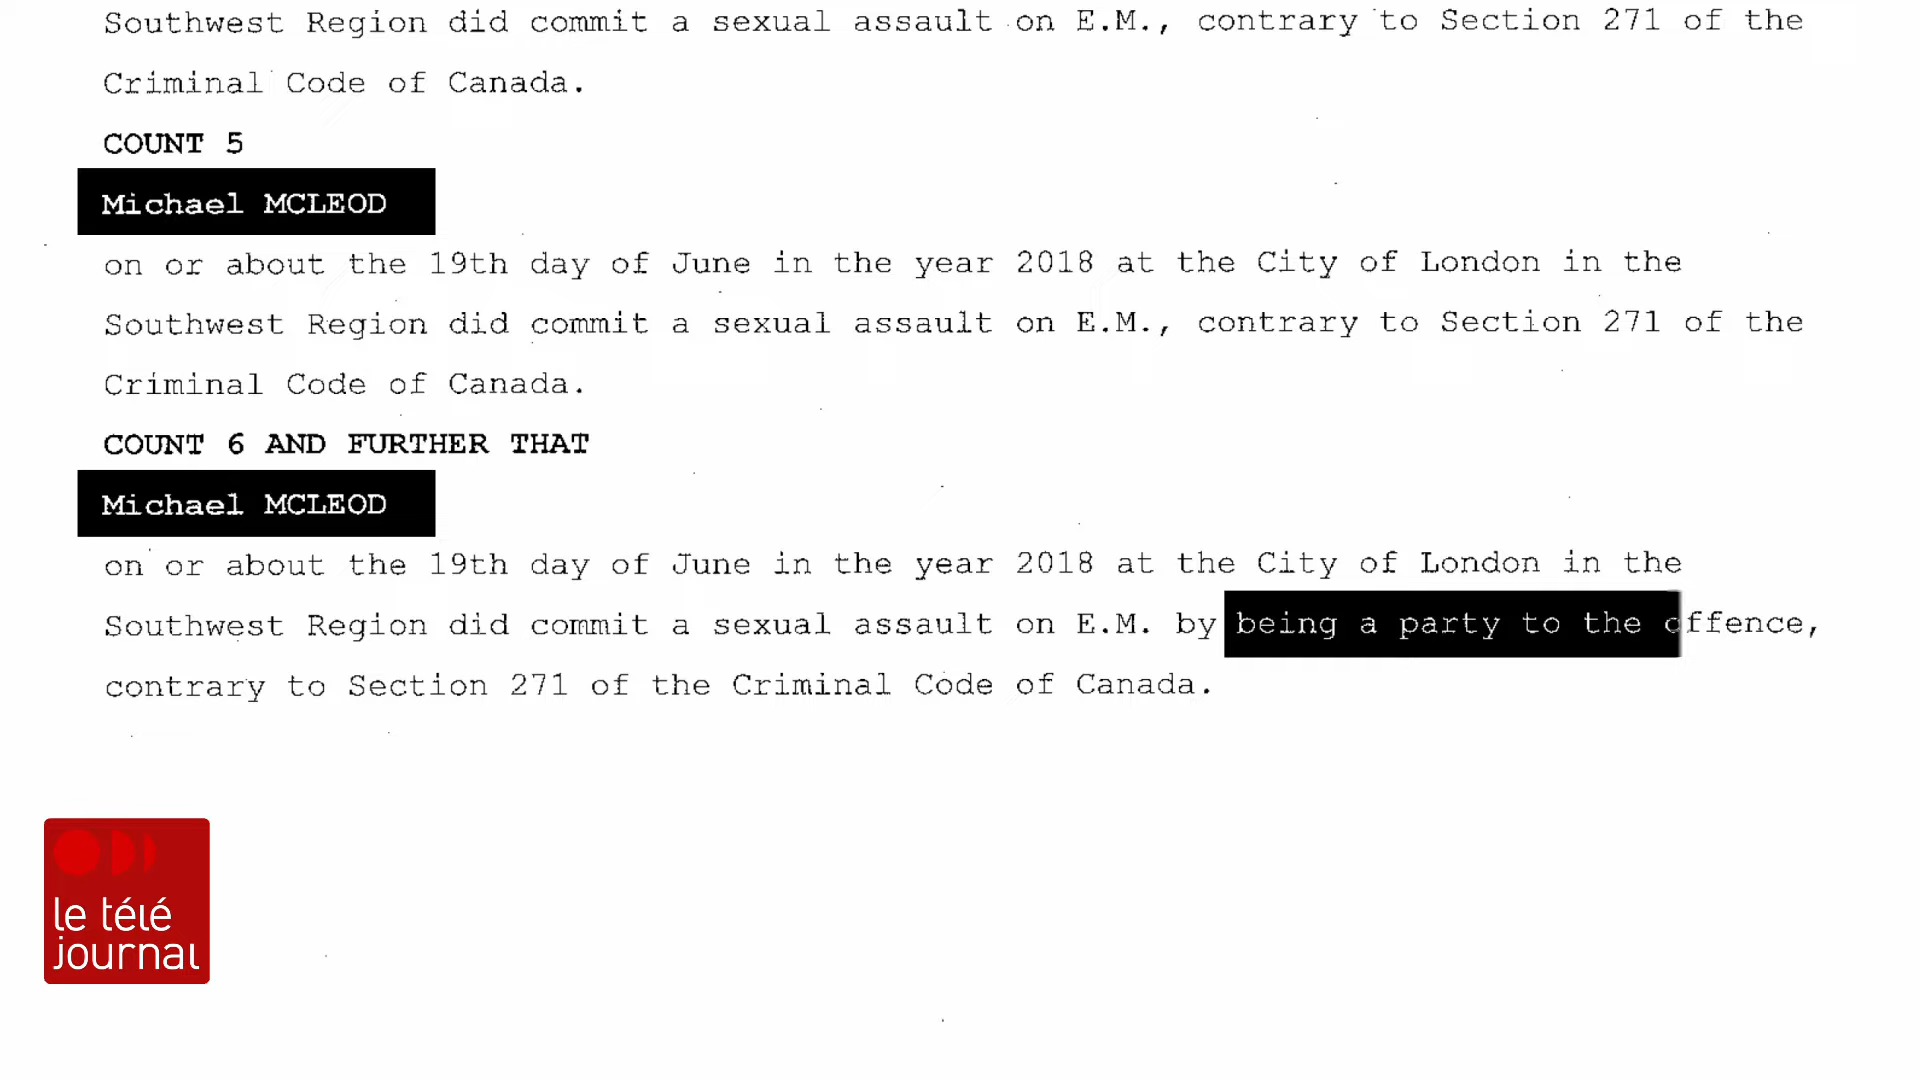 Southwest Region did commit a sexual assault on E.M., contrary to Section 271 of the
Criminal Code of Canada.
COUNT 5
Michael MCLEOD
on or about the 19th day of June in the year 2018 at the City of London in the
Southwest Region did commit a sexual assault on E.M., contrary to Section 271 of the
Criminal Code of Canada.
COUNT 6 AND FURTHER THAT
Michael MCLEOD
on or about the 19th day of June in the year 2018 at the City of London in the
Southwest Region did commit a sexual assault on E.M. by being a party to the offence,
contrary to Section 271 of the Criminal Code of Canada.
le télé
journal